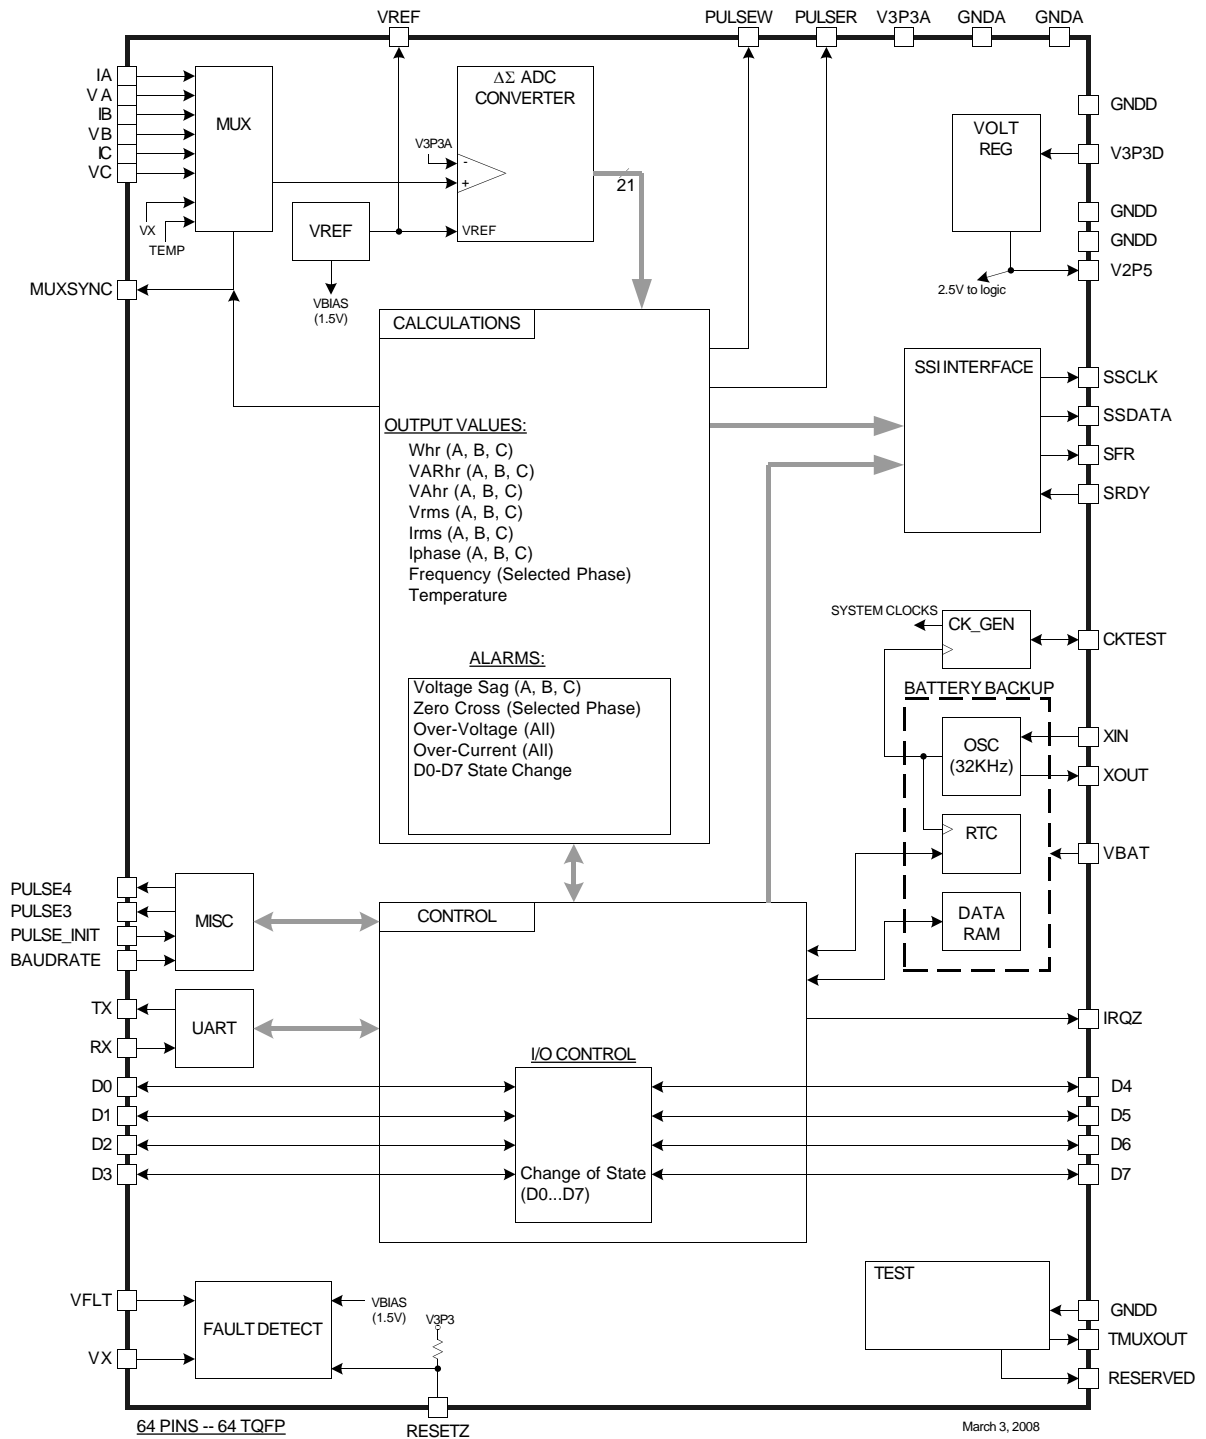 VREF
PULSEW
PULSER
V3P3A
GNDA
GNDA
IA
VA
IB
VB
IC
VC
MUX
VX
TEMP
ΔΣ ADC
CONVERTER
V3P3A
-
+
VREF
21
VREF
VBIAS
(1.5V)
MUXSYNC
VOLT
REG
GNDD
V3P3D
GNDD
GNDD
V2P5
2.5V to logic
CALCULATIONS
OUTPUT VALUES:
Whr (A, B, C)
VARhr (A, B, C)
VAhr (A, B, C)
Vrms (A, B, C)
Irms (A, B, C)
Iphase (A, B, C)
Frequency (Selected Phase)
Temperature
ALARMS:
Voltage Sag (A, B, C)
Zero Cross (Selected Phase)
Over-Voltage (All)
Over-Current (All)
D0-D7 State Change
SSI INTERFACE
SSCLK
SSDATA
SFR
SRDY
SYSTEM CLOCKS
CK_GEN
CKTEST
BATTERY BACKUP
OSC
(32KHz)
XIN
XOUT
RTC
VBAT
DATA
RAM
PULSE4
PULSE3
PULSE_INIT
BAUDRATE
MISC
CONTROL
TX
RX
UART
IRQZ
I/O CONTROL
D0
D1
D2
D3
Change of State
(D0...D7)
D4
D5
D6
D7
VFLT
VX
FAULT DETECT
VBIAS
(1.5V)
V3P3
RESETZ
TEST
GNDD
TMUXOUT
RESERVED
64 PINS -- 64 TQFP
March 3, 2008